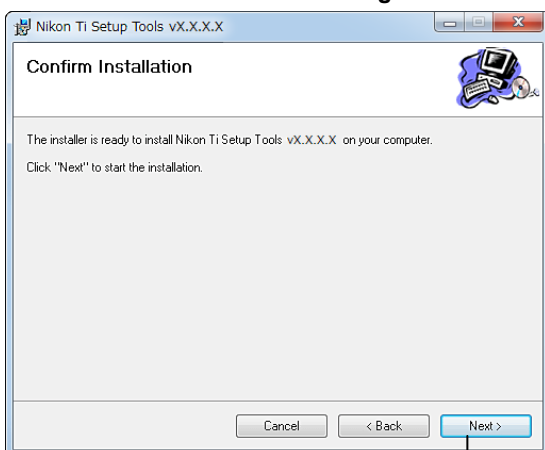 Nikon Ti Setup Tools vX.X.X.X
Confirm Installation
The installer is ready to install Nikon Ti Setup Tools vX.X.X.X on your computer.
Click "Next" to start the installation.
Cancel
< Back
Next >